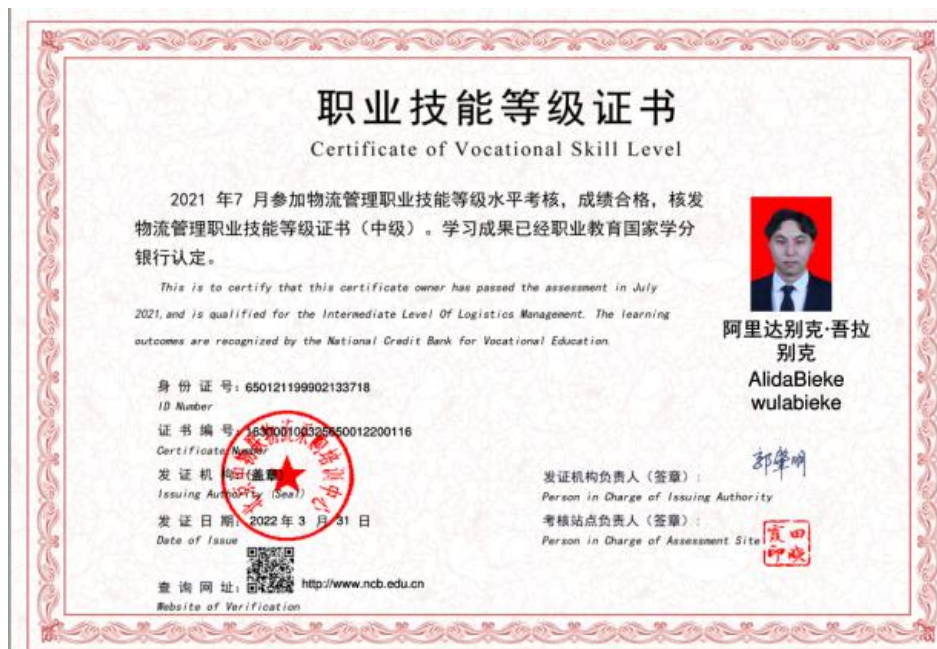 职业技能等级证书
Certificate of Vocational Skill Level
2021 年7 月参加物流管理职业技能等级水平考核，成绩合格，核发
物流管理职业技能等级证书（中级）。学习成果已经职业教育国家学分
银行认定。
This is to certify that this certificate owner has passed the assessment in July
2021,and is qualified for the Intermediate Level Of Logistics Management. The learning
outcomes are recognized by the National Credit Bank for Vocational Education.
阿里达别克·吾拉
别克
AlidaBieke
wulabieke
身 份 证 号：650121199902133718
ID Number
证 书 编 号：
Certificate Number
发 证 机 构（盖章）
Issuing Authority (Seal)
发 证 日 期：2022 年 3 月 31 日
Date of Issue
查 询 网 址：http://www.ncb.edu.cn
Website of Verification
发证机构负责人（签章）：
Person in Charge of Issuing Authority
考核站点负责人（签章）：
Person in Charge of Assessment Site